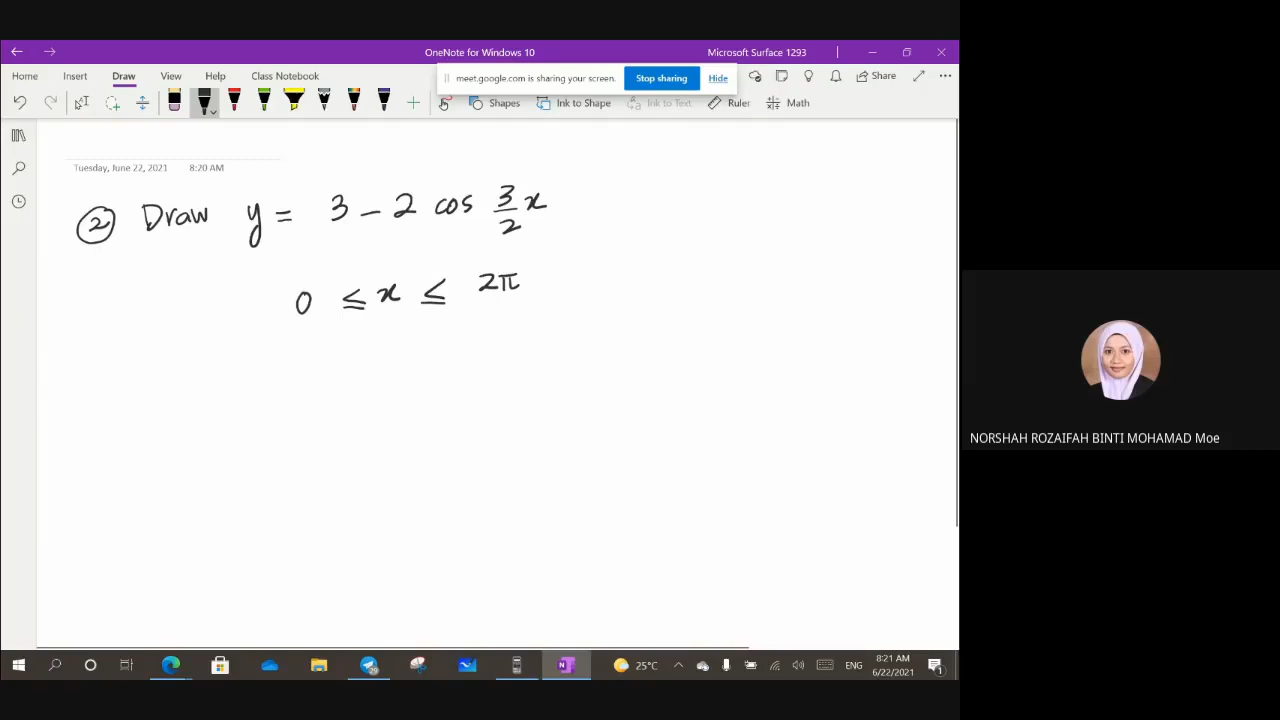 OneNote for Windows 10
Microsoft Surface 1293
Home Insert Draw View Help Class Notebook
meet.google.com is sharing your screen. Stop sharing Hide
Share
Shapes Ink to Shape Ink to Text Ruler Math
Tuesday, June 22, 2021 8:20 AM
② Draw y = 3 - 2 cos 3/2 x
0 ≤ x ≤ 2π
NORSHAH ROZAIFAH BINTI MOHAMAD Moe
25°C ENG 8:21 AM
6/22/2021
1